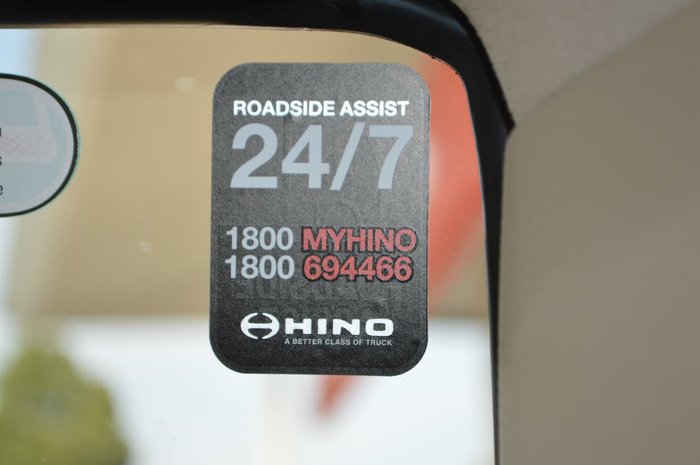 ROADSIDE ASSIST
24/7
1800 MYHINO
1800 694466
HINO
A BETTER CLASS OF TRUCK